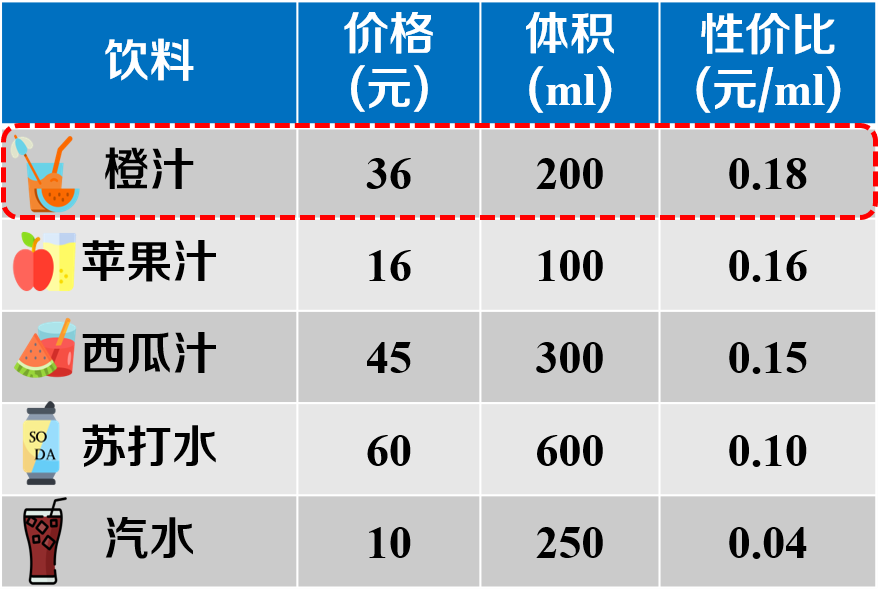 饮料 价格(元) 体积(ml) 性价比(元/ml)
橙汁 36 200 0.18
苹果汁 16 100 0.16
西瓜汁 45 300 0.15
SO
DA
苏打水 60 600 0.10
汽水 10 250 0.04